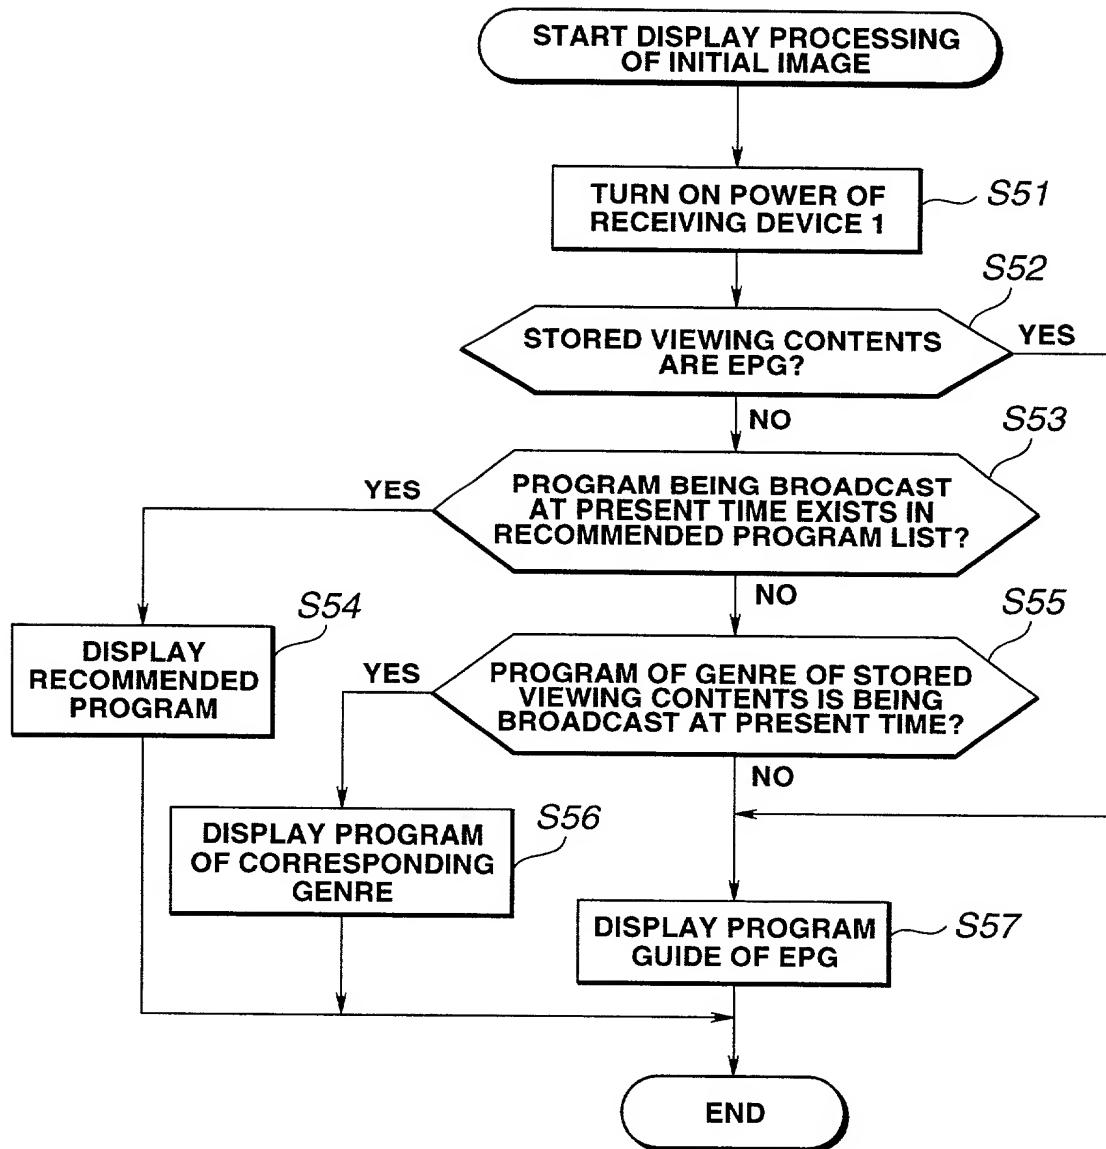 START DISPLAY PROCESSING
OF INITIAL IMAGE
TURN ON POWER OF
RECEIVING DEVICE 1
S51
S52
STORED VIEWING CONTENTS
ARE EPG?
YES
NO
S53
YES
PROGRAM BEING BROADCAST
AT PRESENT TIME EXISTS IN
RECOMMENDED PROGRAM LIST?
NO
S54
DISPLAY
RECOMMENDED
PROGRAM
S55
YES
PROGRAM OF GENRE OF STORED
VIEWING CONTENTS IS BEING
BROADCAST AT PRESENT TIME?
NO
S56
DISPLAY PROGRAM
OF CORRESPONDING
GENRE
DISPLAY PROGRAM
GUIDE OF EPG
S57
END